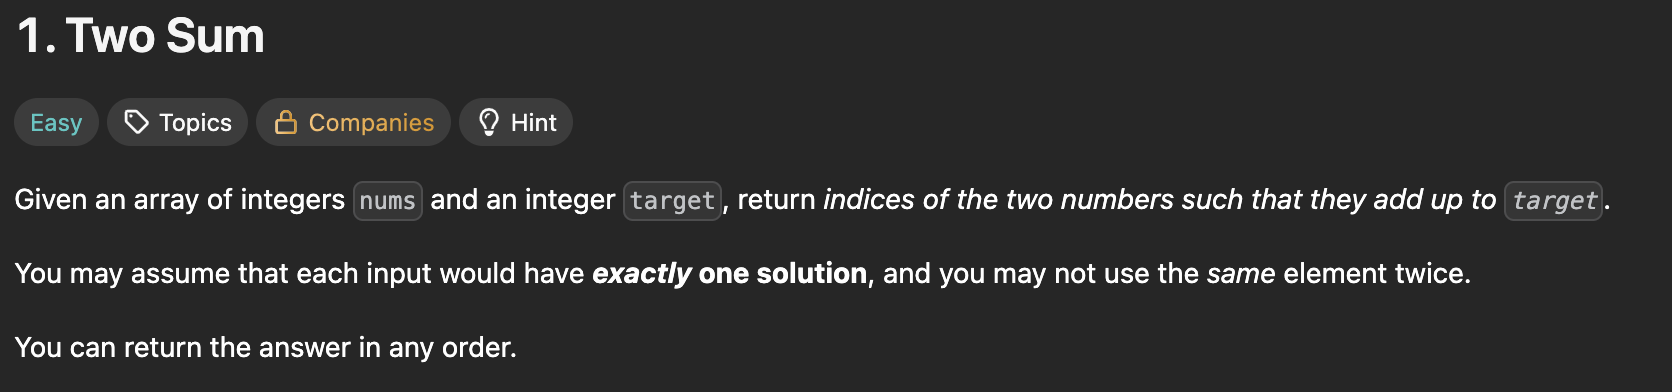 1. Two Sum
Easy Topics Companies Hint
Given an array of integers nums and an integer target, return indices of the two numbers such that they add up to target.
You may assume that each input would have exactly one solution, and you may not use the same element twice.
You can return the answer in any order.